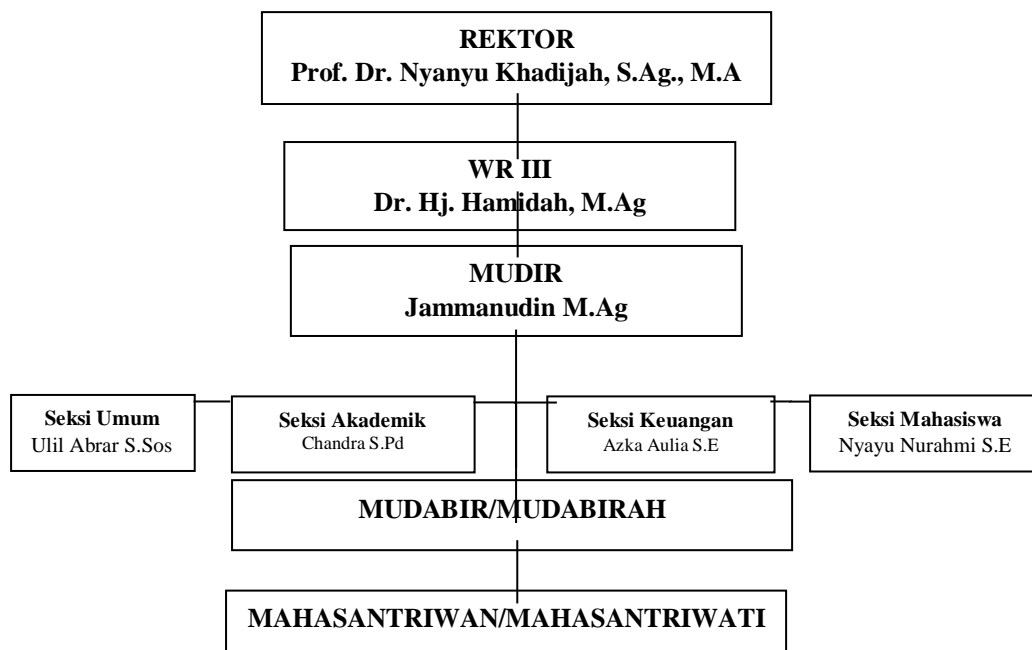 REKTOR
Prof. Dr. Nyanyu Khadijah, S.Ag., M.A
WR III
Dr. Hj. Hamidah, M.Ag
MUDIR
Jammanudin M.Ag
Seksi Umum
Ulil Abrar S.Sos
Seksi Akademik
Chandra S.Pd
Seksi Keuangan
Azka Aulia S.E
Seksi Mahasiswa
Nyayu Nurahmi S.E
MUDABIR/MUDABIRAH
MAHASANTRIWAN/MAHASANTRIWATI